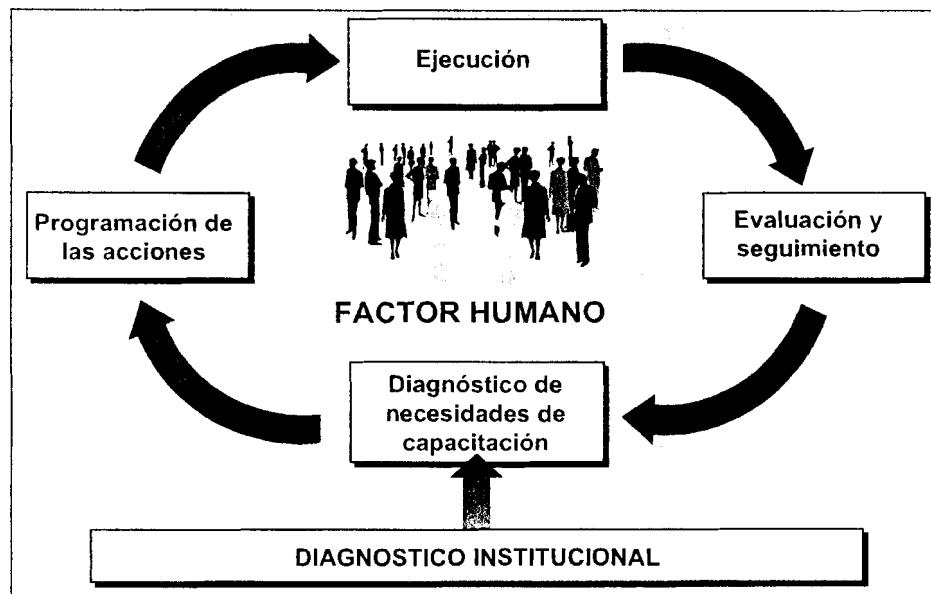 Ejecución
Programación de
las acciones
Evaluación y
seguimiento
FACTOR HUMANO
Diagnóstico de
necesidades de
capacitación
DIAGNOSTICO INSTITUCIONAL